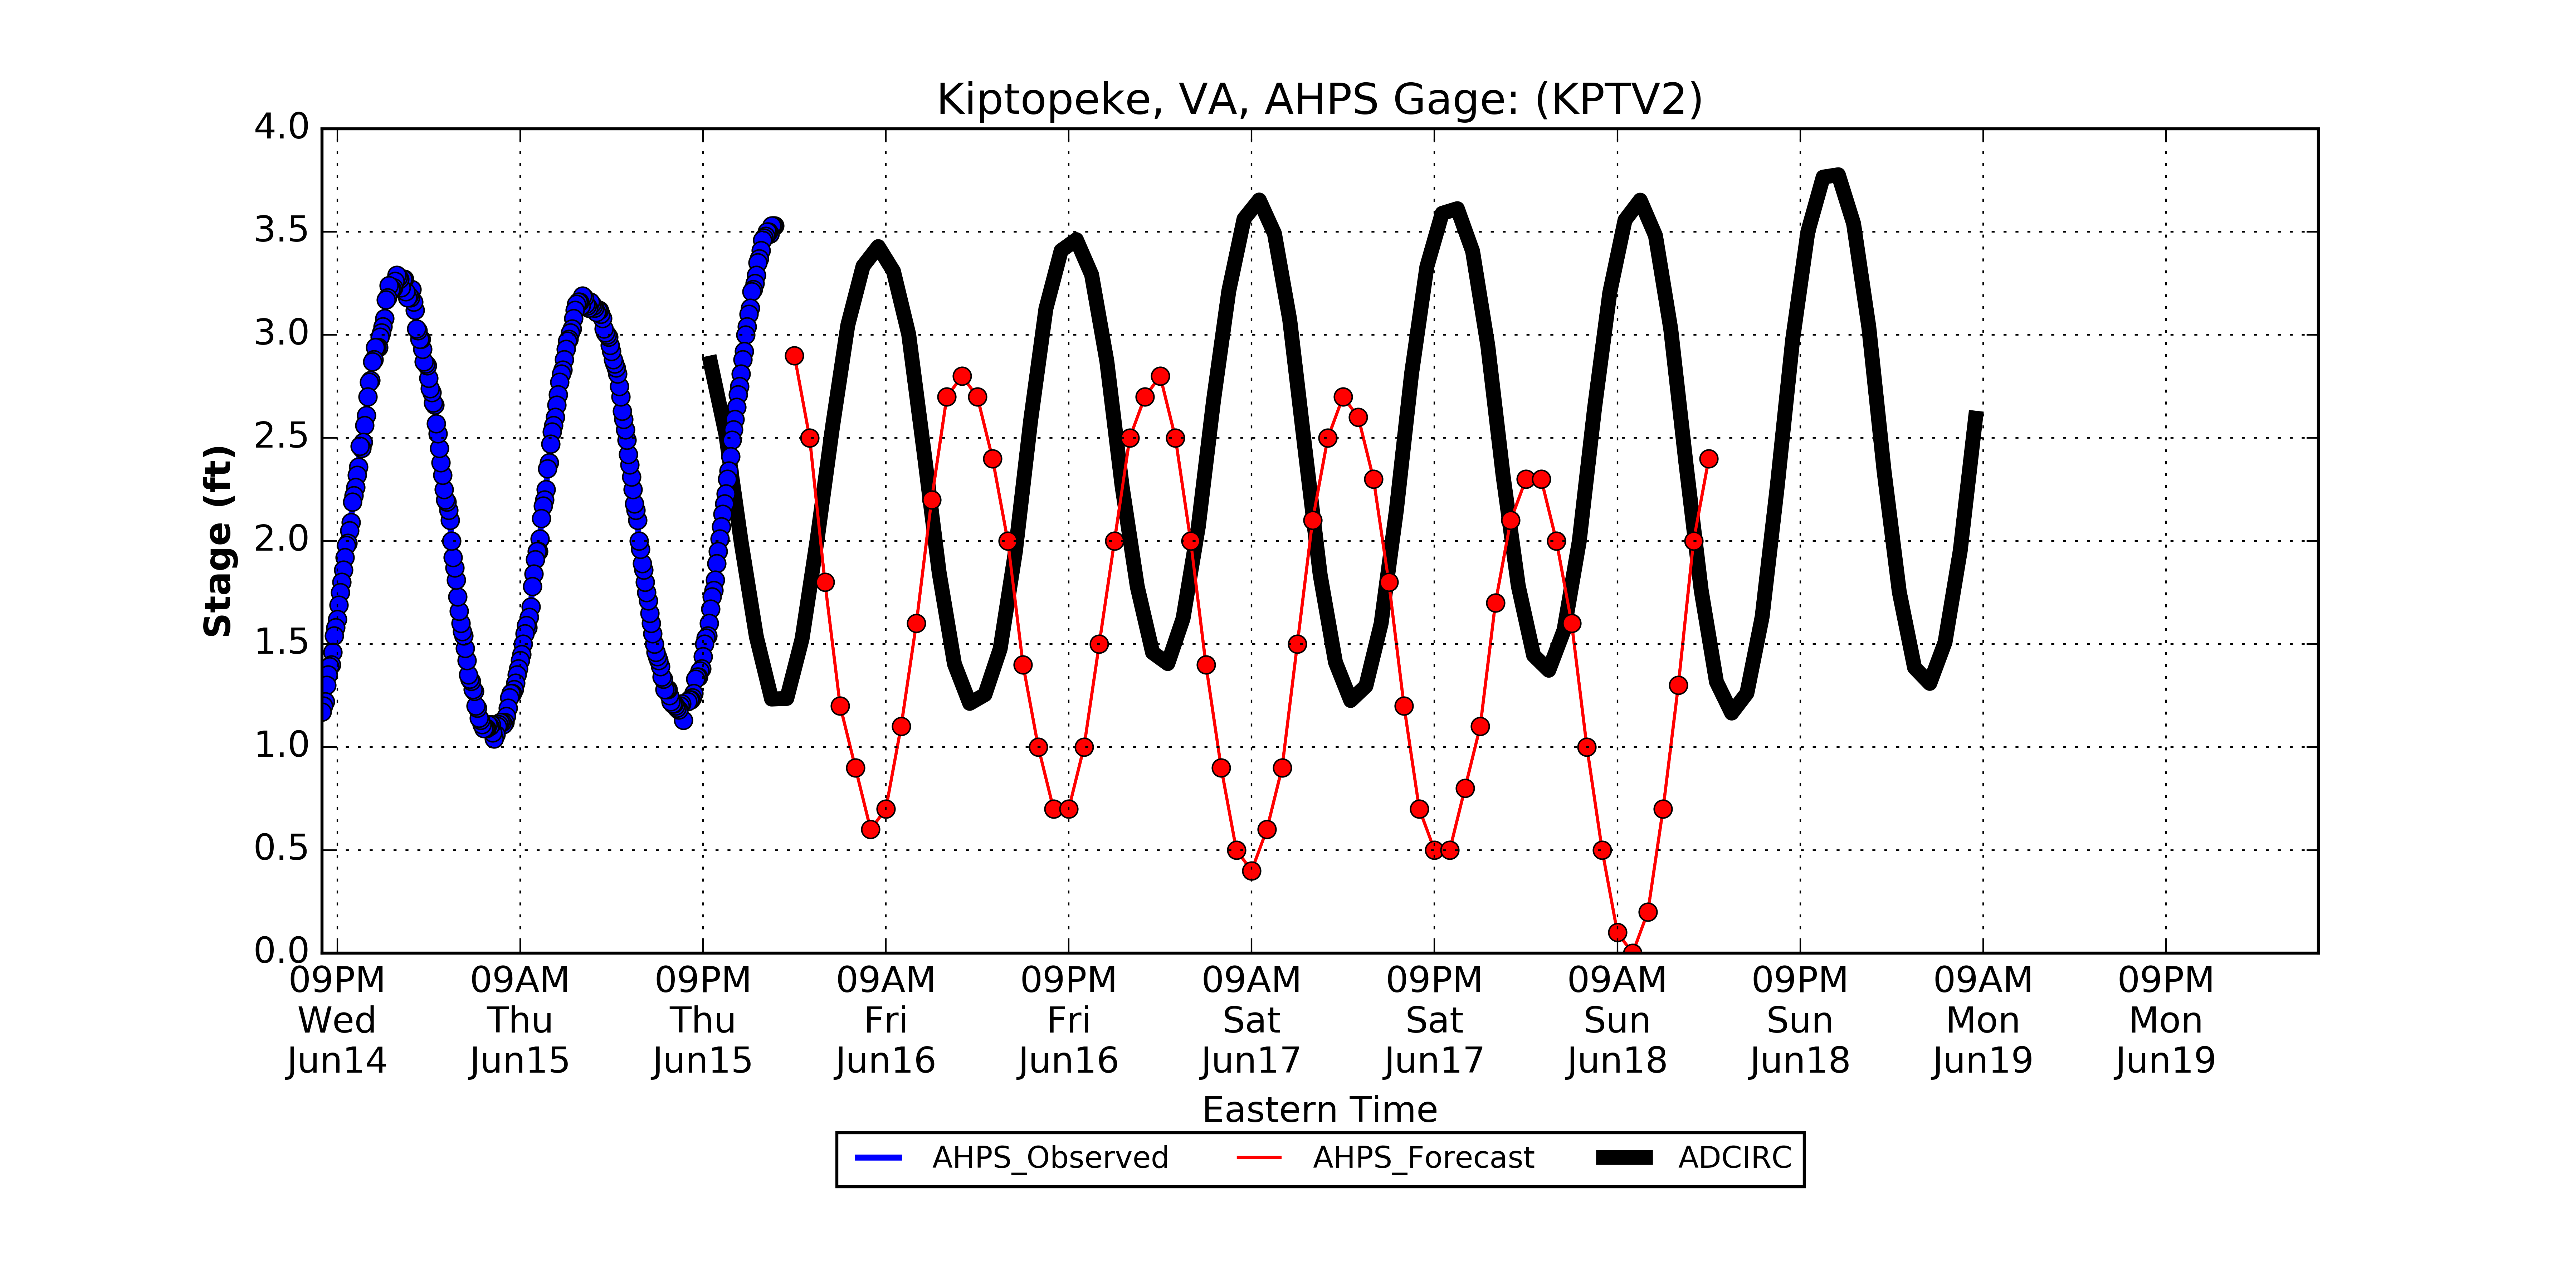 Kiptopeke, VA, AHPS Gage: (KPTV2)
Stage (ft)
4.0
3.5
3.0
2.5
2.0
1.5
1.0
0.5
0.0
09PM 09AM 09PM 09AM 09PM 09AM 09PM 09AM 09PM 09AM 09PM
Wed Thu Thu Fri Fri Sat Sat Sun Sun Mon Mon
Jun14 Jun15 Jun15 Jun16 Jun16 Jun17 Jun17 Jun18 Jun18 Jun19 Jun19
Eastern Time
AHPS_Observed AHPS_Forecast ADCIRC